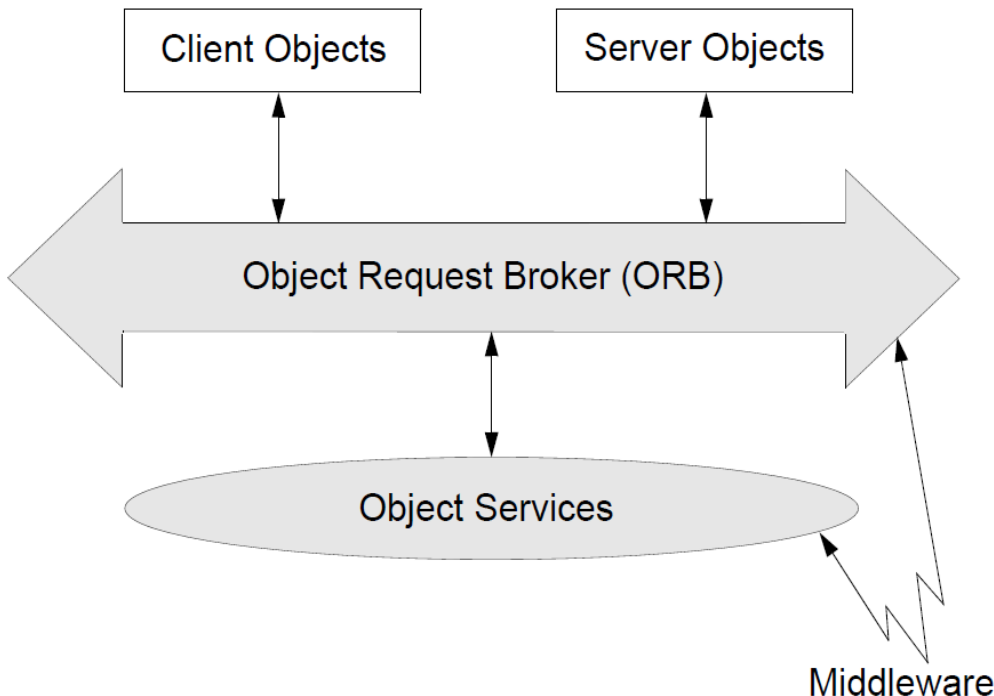 Client Objects
Server Objects
Object Request Broker (ORB)
Object Services
Middleware